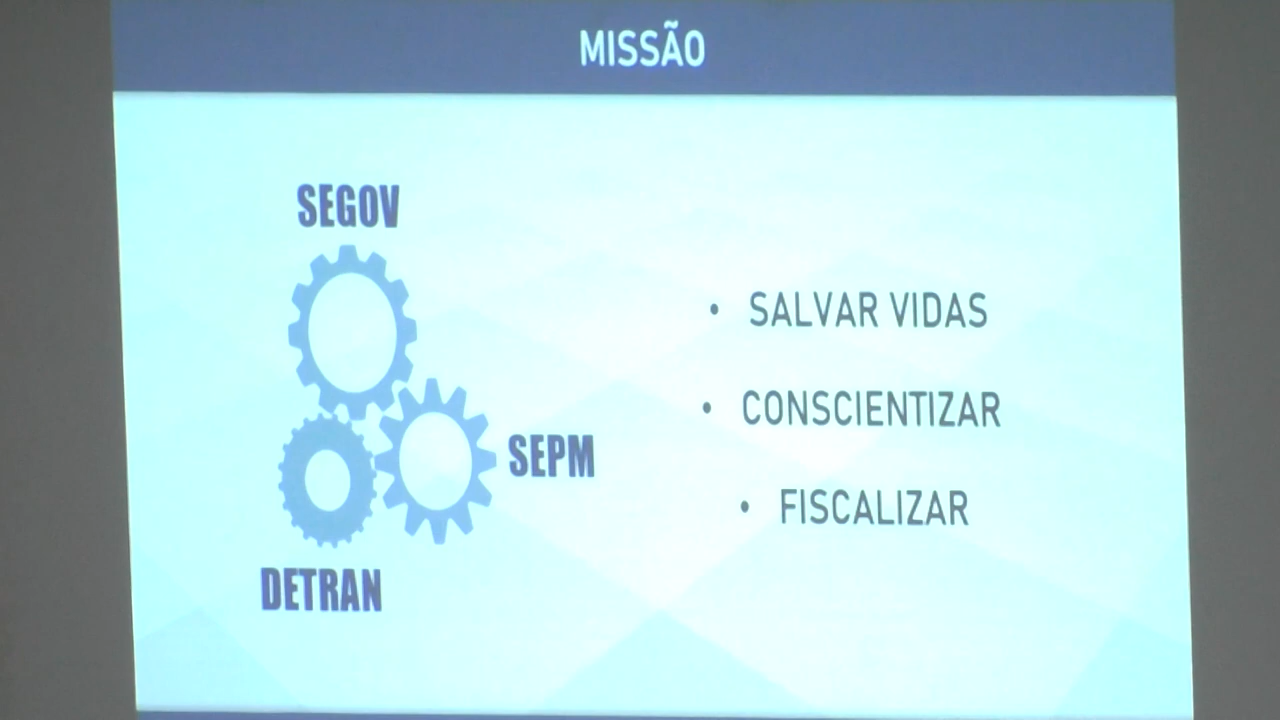 MISSÃO
SEGOV
SEPM
DETRAN
• SALVAR VIDAS
• CONSCIENTIZAR
• FISCALIZAR